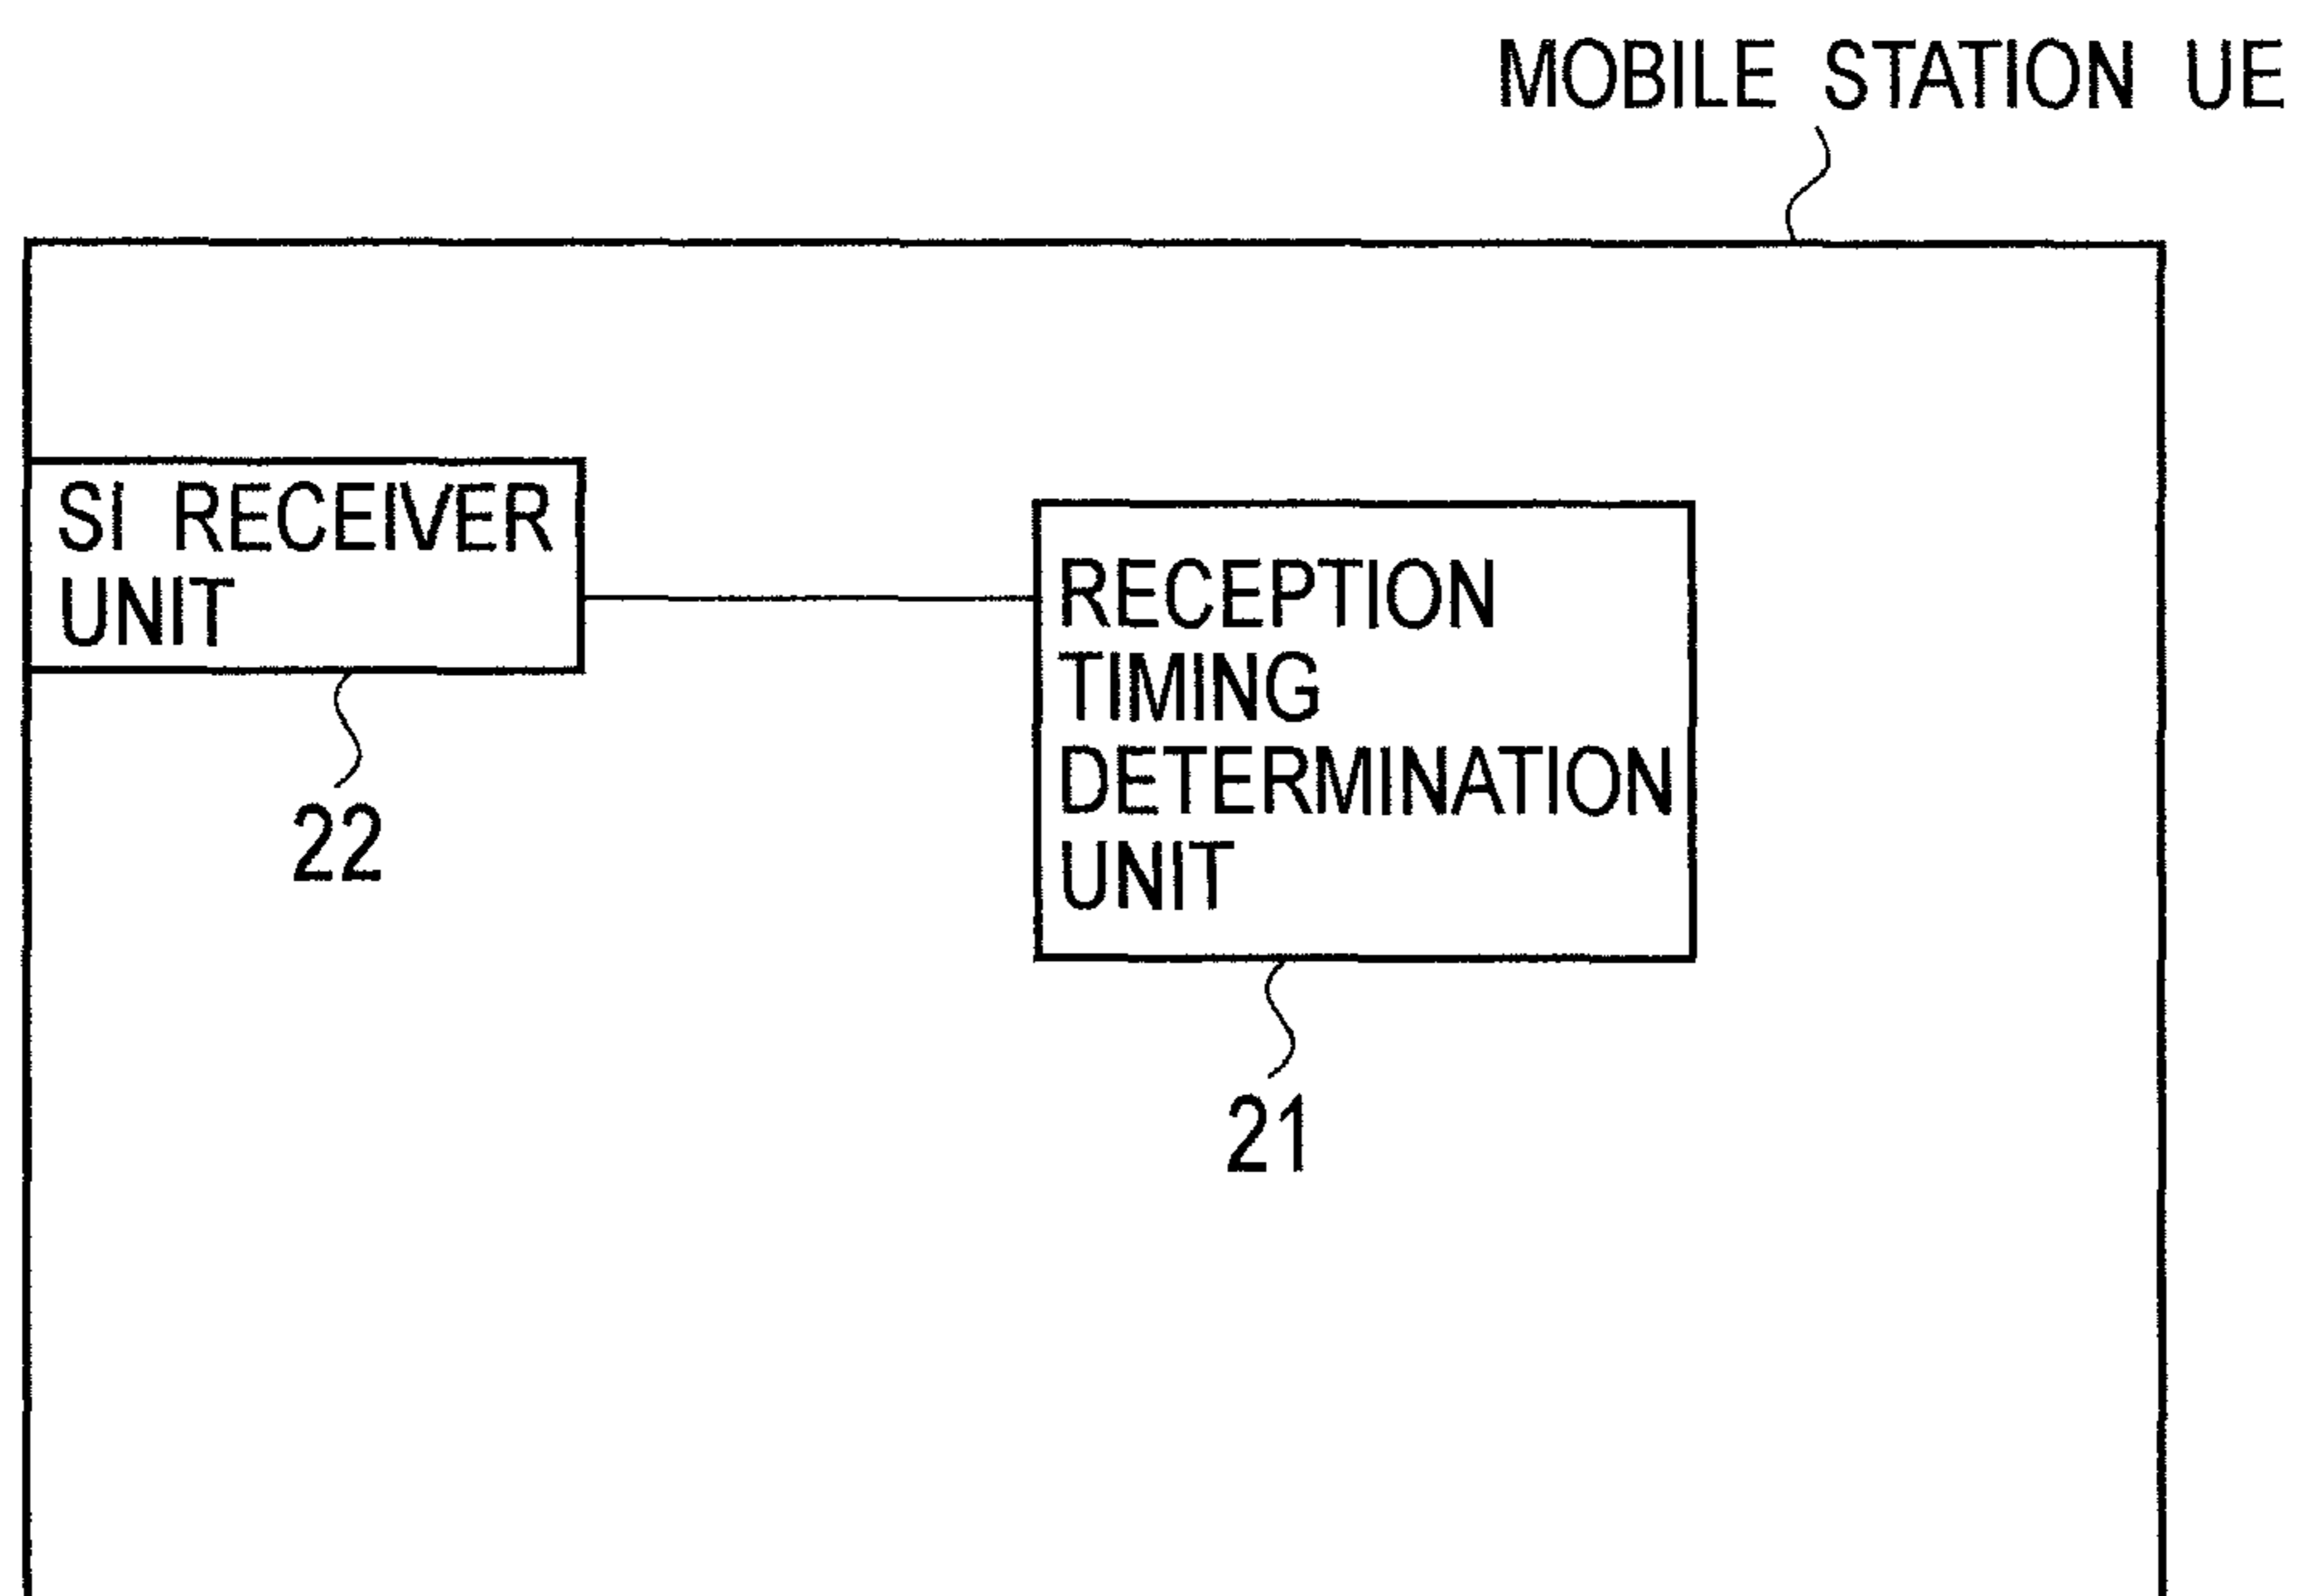 MOBILE STATION UE
SI RECEIVER
UNIT
22
RECEPTION
TIMING
DETERMINATION
UNIT
21